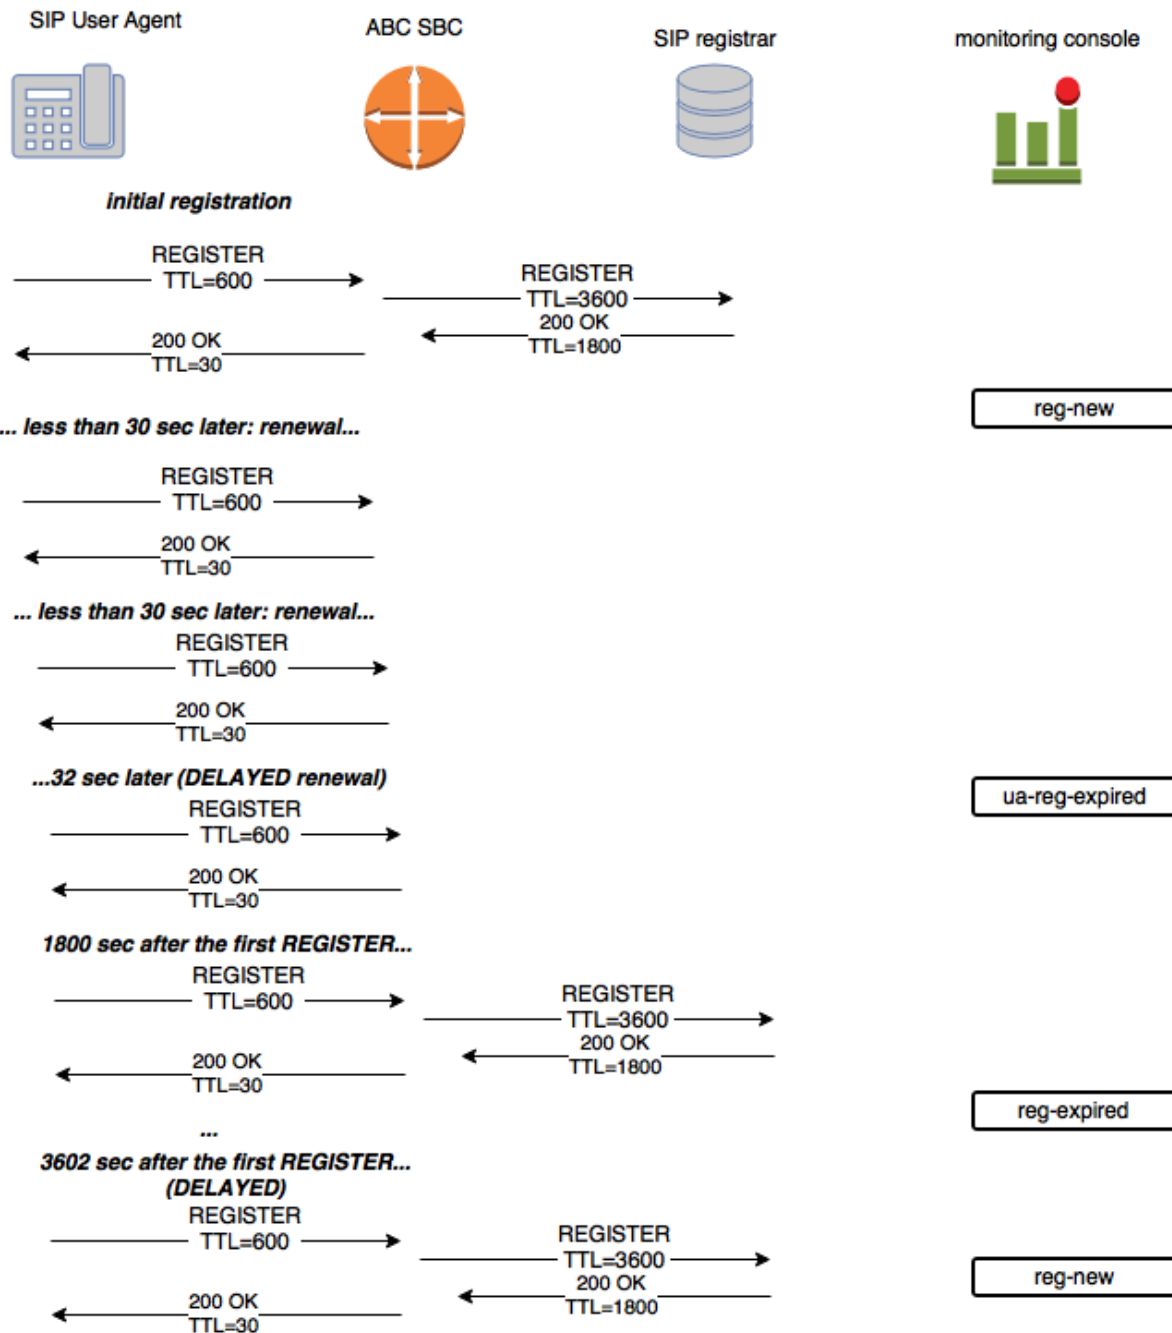 SIP User Agent
ABC SBC
SIP registrar
monitoring console
initial registration
REGISTER
TTL=600
REGISTER
TTL=3600
200 OK
TTL=1800
200 OK
TTL=30
reg-new
... less than 30 sec later: renewal...
REGISTER
TTL=600
200 OK
TTL=30
... less than 30 sec later: renewal...
REGISTER
TTL=600
200 OK
TTL=30
...32 sec later (DELAYED renewal)
ua-reg-expired
REGISTER
TTL=600
200 OK
TTL=30
1800 sec after the first REGISTER...
REGISTER
TTL=600
REGISTER
TTL=3600
200 OK
TTL=1800
200 OK
TTL=30
reg-expired
...
3602 sec after the first REGISTER...
(DELAYED)
REGISTER
TTL=600
REGISTER
TTL=3600
reg-new
200 OK
TTL=1800
200 OK
TTL=30